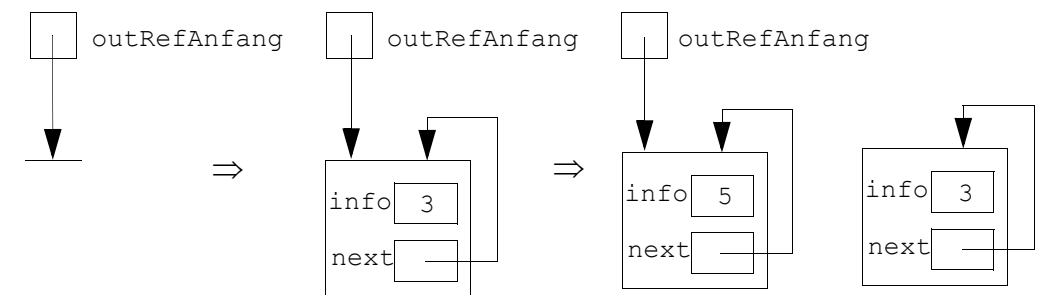 outRefAnfang outRefAnfang outRefAnfang
⇒ ⇒
info 3 info 5 info 3
next next next